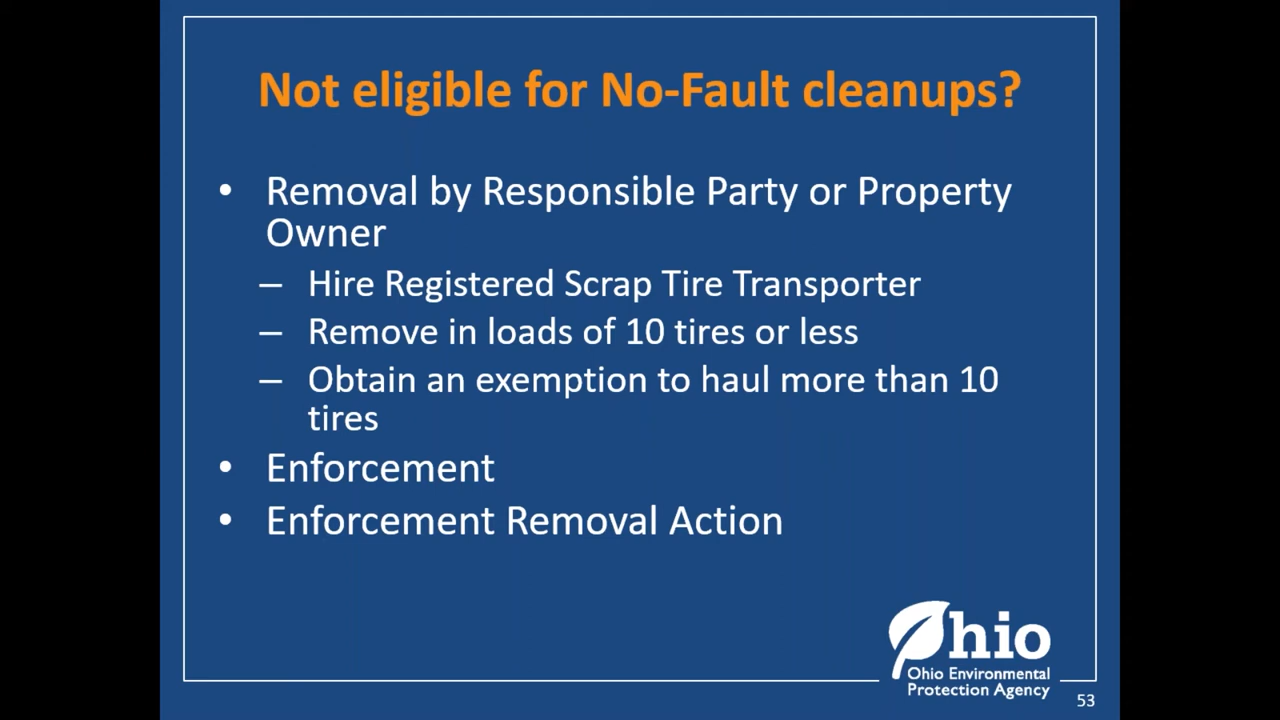 Not eligible for No-Fault cleanups?
• Removal by Responsible Party or Property
Owner
– Hire Registered Scrap Tire Transporter
– Remove in loads of 10 tires or less
– Obtain an exemption to haul more than 10
tires
• Enforcement
• Enforcement Removal Action
Ohio
Ohio Environmental
Protection Agency
53